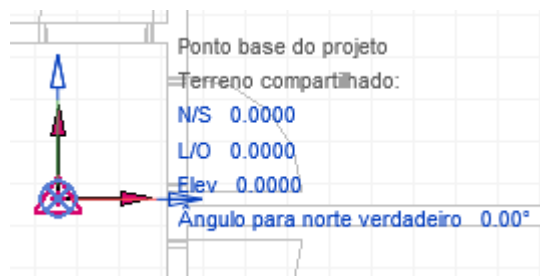 Ponto base do projeto
Terreno compartilhado:
N/S 0.0000
L/O 0.0000
Elev 0.0000
Ângulo para norte verdadeiro 0.00°